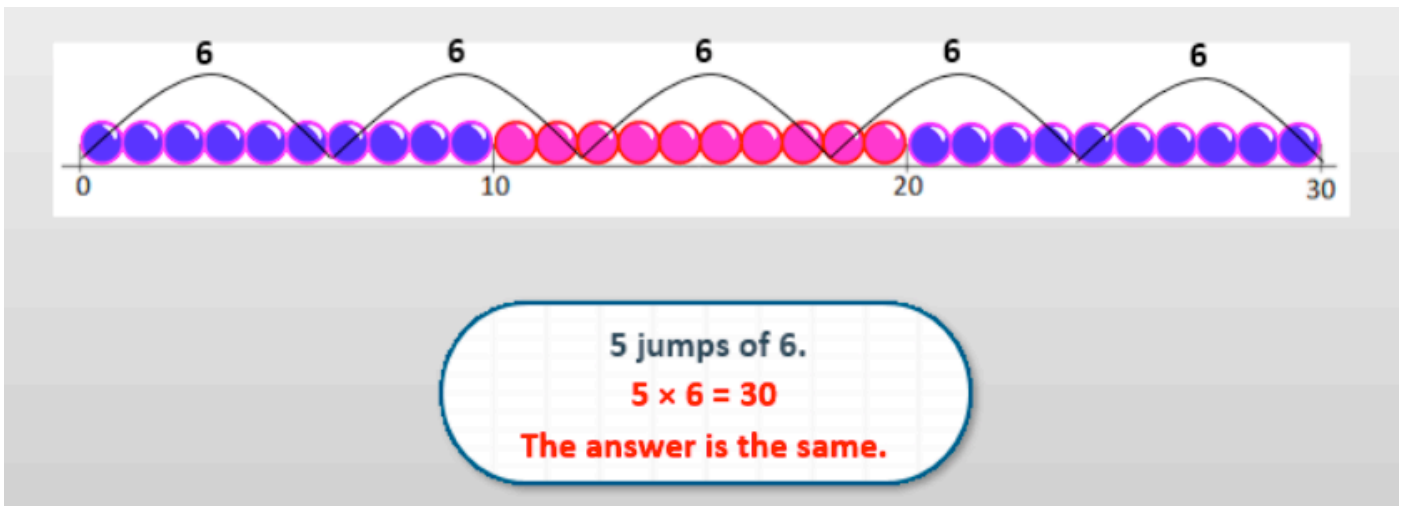 6 6 6 6 6
0 10 20 30
5 jumps of 6.
5 × 6 = 30
The answer is the same.